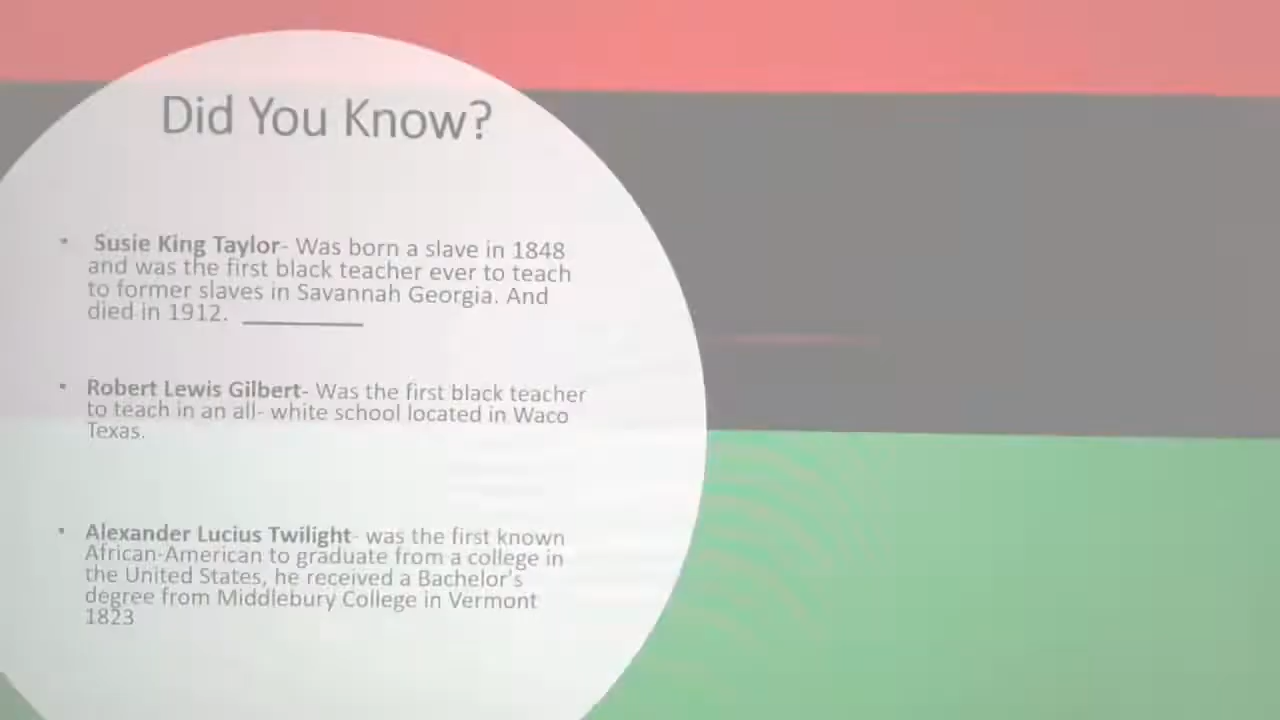 Did You Know?
• Susie King Taylor- Was born a slave in 1848
and was the first black teacher ever to teach
to former slaves in Savannah Georgia. And
died in 1912.
• Robert Lewis Gilbert- Was the first black teacher
to teach in an all- white school located in Waco
Texas.
• Alexander Lucius Twilight- was the first known
African-American to graduate from a college in
the United States, he received a Bachelor's
degree from Middlebury College in Vermont
1823